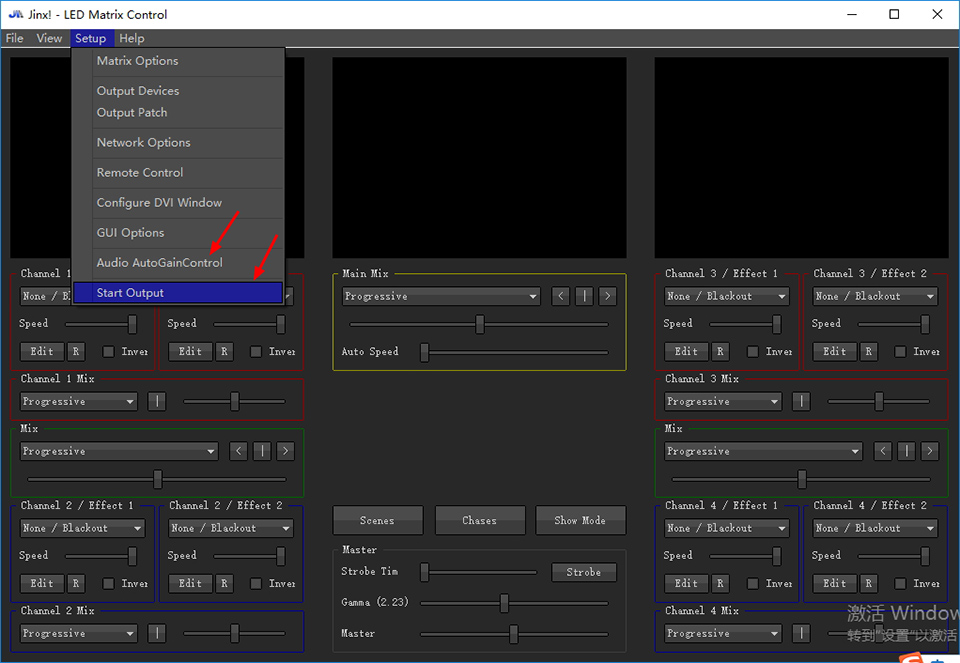 Jinx! - LED Matrix Control
File View Setup Help
Matrix Options
Output Devices
Output Patch
Network Options
Remote Control
Configure DVI Window
GUI Options
Audio AutoGainControl
Start Output
Channel 1
None / B
Speed
Speed
Edit R Inver
Edit R Inver
Channel 1 Mix
Progressive |
Mix
Progressive < | >
Channel 2 / Effect 1
None / Blackout
Speed
Edit R Inver
Channel 2 / Effect 2
None / Blackout
Speed
Edit R Inver
Channel 2 Mix
Progressive |
Main Mix
Progressive < | >
Auto Speed
Scenes Chases Show Mode
Master
Strobe Tim Strobe
Gamma (2.23)
Master
Channel 3 / Effect 1
None / Blackout
Speed
Edit R Inver
Channel 3 / Effect 2
None / Blackout
Speed
Edit R Inver
Channel 3 Mix
Progressive |
Mix
Progressive < | >
Channel 4 / Effect 1
None / Blackout
Speed
Edit R Inver
Channel 4 / Effect 2
None / Blackout
Speed
Edit R Inver
Channel 4 Mix
Progressive |
激活 Window
转到"设置"以激活